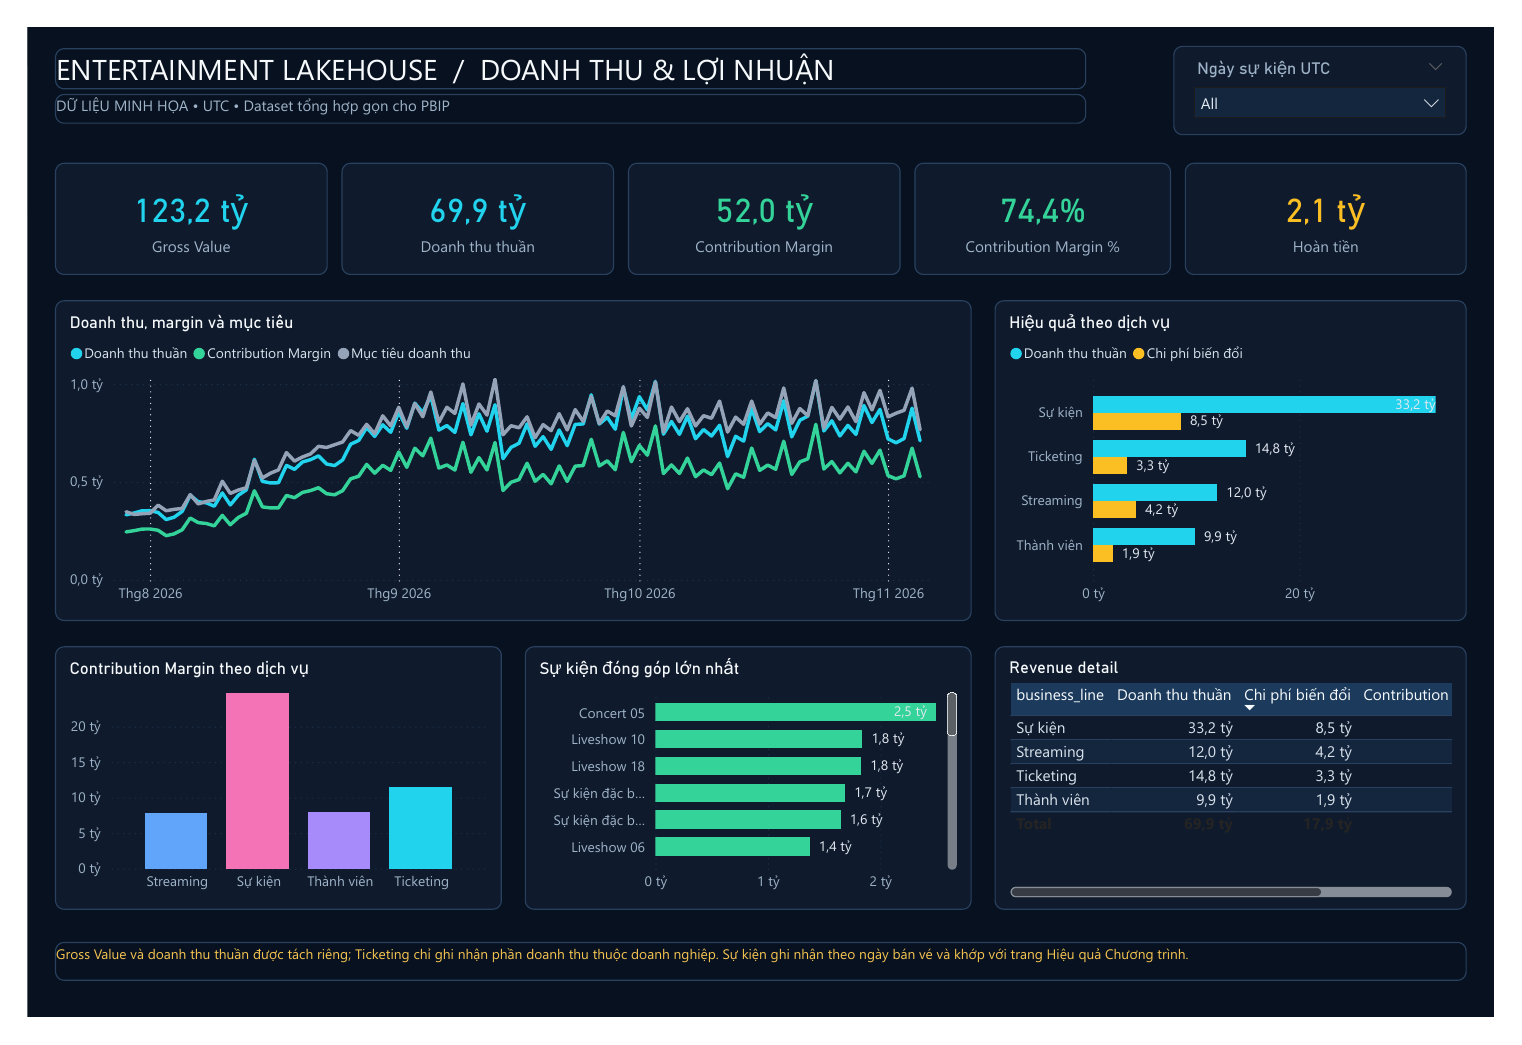 ENTERTAINMENT LAKEHOUSE / DOANH THU & LỢI NHUẬN
DỮ LIỆU MINH HỌA • UTC • Dataset tổng hợp gọn cho PBIP
Ngày sự kiện UTC
All
123,2 tỷ
Gross Value
69,9 tỷ
Doanh thu thuần
52,0 tỷ
Contribution Margin
74,4%
Contribution Margin %
2,1 tỷ
Hoàn tiền
Doanh thu, margin và mục tiêu
Doanh thu thuần Contribution Margin Mục tiêu doanh thu
1,0 tỷ
0,5 tỷ
0,0 tỷ
Thg8 2026 Thg9 2026 Thg10 2026 Thg11 2026
Hiệu quả theo dịch vụ
Doanh thu thuần Chi phí biến đổi
Sự kiện 33,2 tỷ
8,5 tỷ
Ticketing 14,8 tỷ
3,3 tỷ
Streaming 12,0 tỷ
4,2 tỷ
Thành viên 9,9 tỷ
1,9 tỷ
0 tỷ 20 tỷ
Contribution Margin theo dịch vụ
20 tỷ
15 tỷ
10 tỷ
5 tỷ
0 tỷ
Streaming Sự kiện Thành viên Ticketing
Sự kiện đóng góp lớn nhất
Concert 05 2,5 tỷ
Liveshow 10 1,8 tỷ
Liveshow 18 1,8 tỷ
Sự kiện đặc b... 1,7 tỷ
Sự kiện đặc b... 1,6 tỷ
Liveshow 06 1,4 tỷ
0 tỷ 1 tỷ 2 tỷ
Revenue detail
business_line Doanh thu thuần Chi phí biến đổi Contribution
Sự kiện 33,2 tỷ 8,5 tỷ
Streaming 12,0 tỷ 4,2 tỷ
Ticketing 14,8 tỷ 3,3 tỷ
Thành viên 9,9 tỷ 1,9 tỷ
Total 69,9 tỷ 17,9 tỷ
Gross Value và doanh thu thuần được tách riêng; Ticketing chỉ ghi nhận phần doanh thu thuộc doanh nghiệp. Sự kiện ghi nhận theo ngày bán vé và khớp với trang Hiệu quả Chương trình.